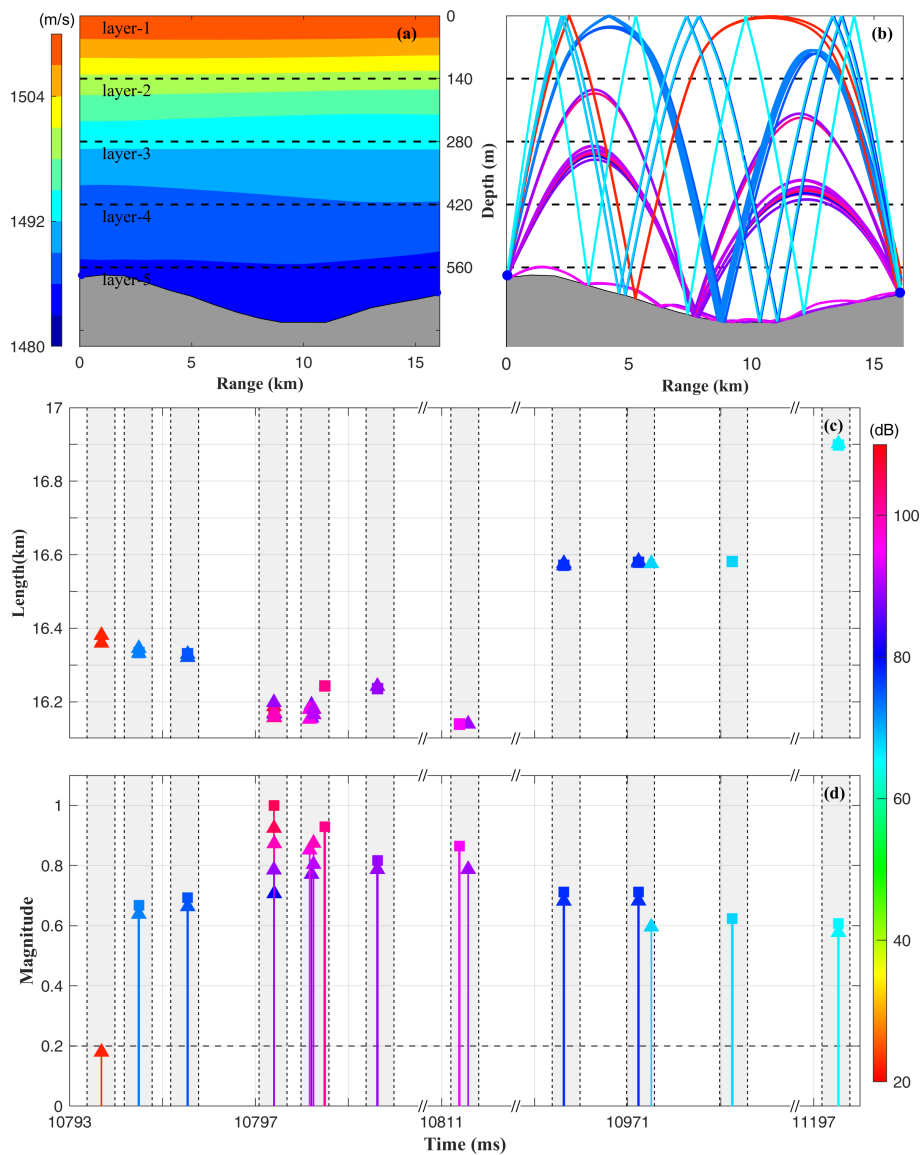 (m/s)
1504
1492
1480
layer-1
layer-2
layer-3
layer-4
layer-5
(a)
0
140
280
420
560
0
5
10
15
Range (km)
Depth (m)
(b)
0
5
10
15
Range (km)
17
16.8
16.6
16.4
16.2
Length(km)
//
//
//
(c)
//
//
//
(dB)
100
80
60
40
20
//
//
//
(d)
1
0.8
0.6
0.4
0.2
0
Magnitude
//
//
//
10793
10797
10811
10971
11197
Time (ms)